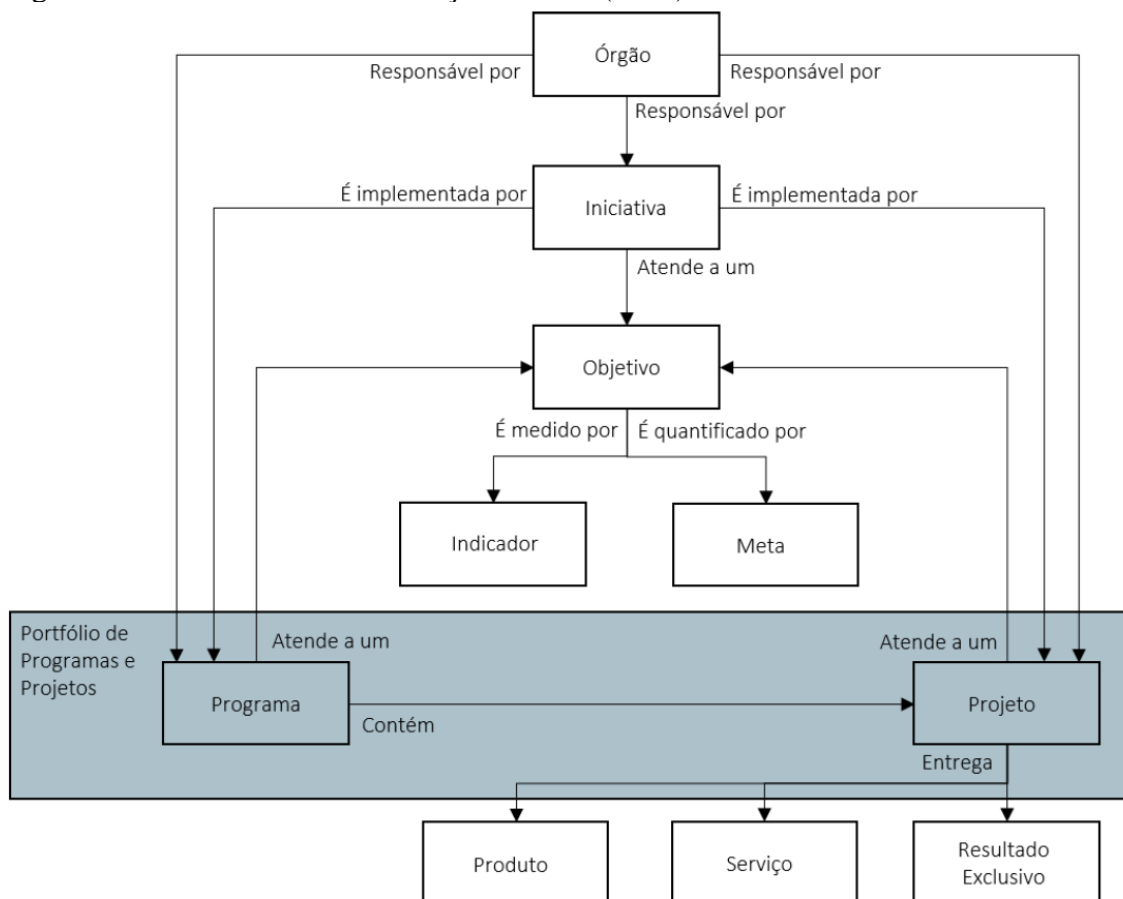 Órgão
Responsável por
Responsável por
Responsável por
É implementada por
Iniciativa
É implementada por
Atende a um
Objetivo
É medido por
É quantificado por
Indicador
Meta
Portfólio de
Programas e
Projetos
Atende a um
Atende a um
Programa
Projeto
Contém
Entrega
Produto
Serviço
Resultado
Exclusivo